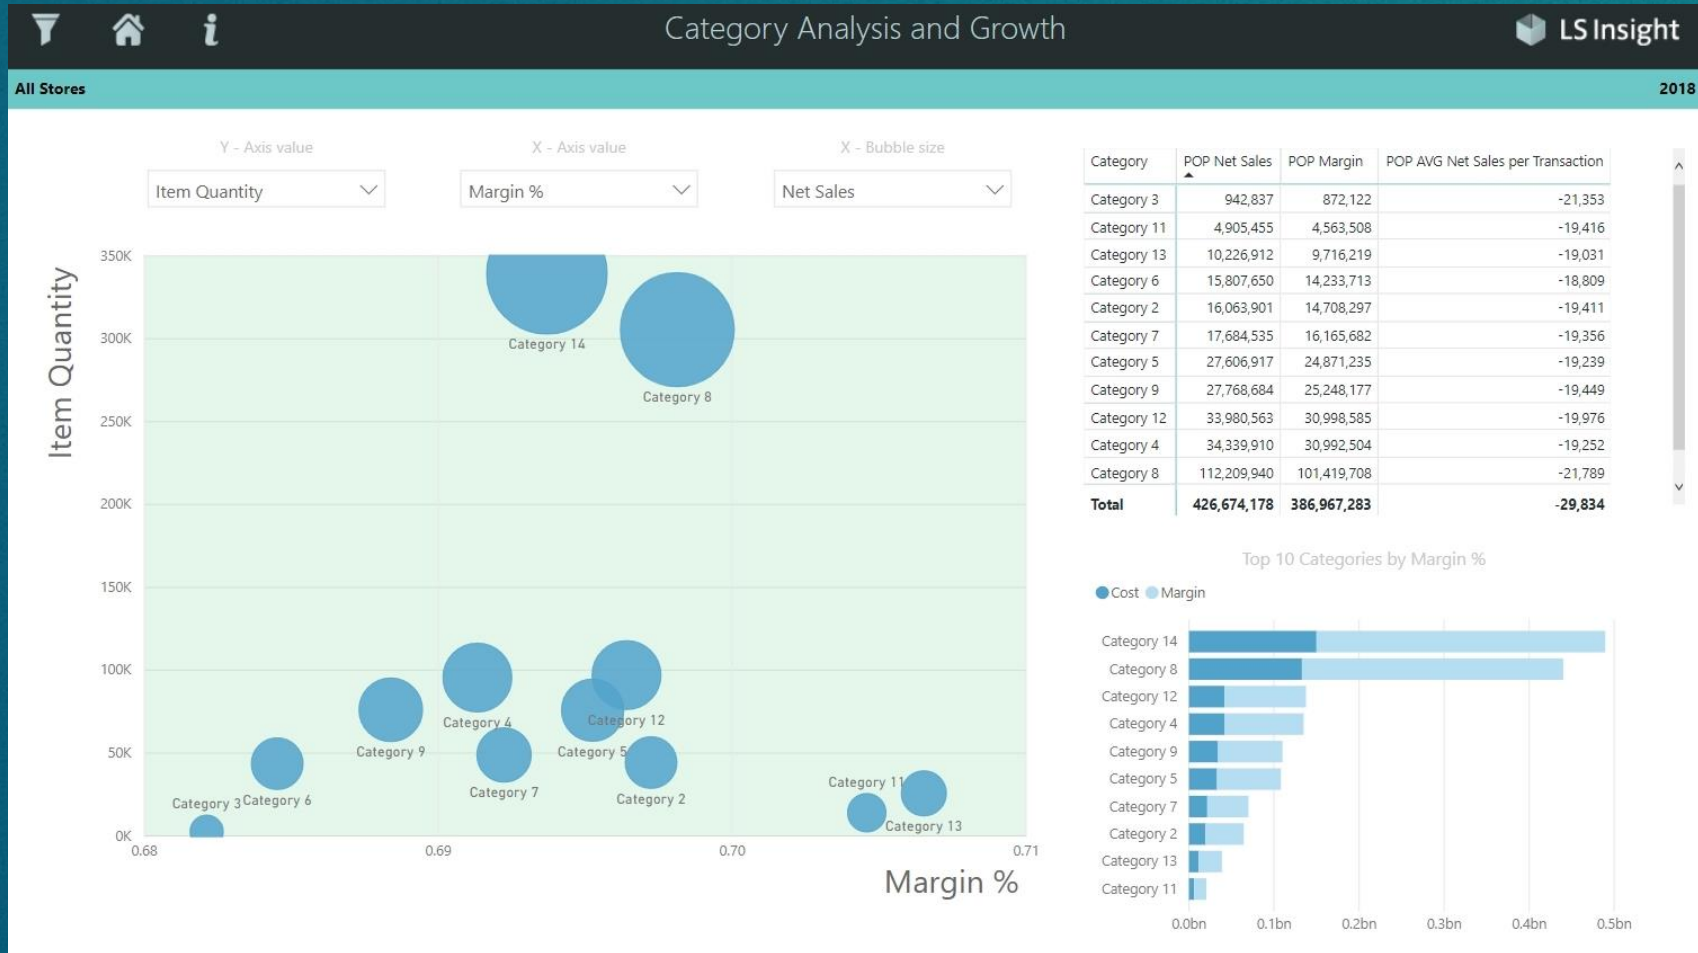 Category Analysis and Growth
LS Insight
All Stores
2018
Y - Axis value
X - Axis value
X - Bubble size
Item Quantity
Margin %
Net Sales
Item Quantity
350K
300K
250K
200K
150K
100K
50K
0K
Category 14
Category 8
Category 4
Category 12
Category 9
Category 5
Category 7
Category 2
Category 3
Category 6
Category 11
Category 13
0.68
0.69
0.70
0.71
Margin %
Category POP Net Sales POP Margin POP AVG Net Sales per Transaction
Category 3 942,837 872,122 -21,353
Category 11 4,905,455 4,563,508 -19,416
Category 13 10,226,912 9,716,219 -19,031
Category 6 15,807,650 14,233,713 -18,809
Category 2 16,063,901 14,708,297 -19,411
Category 7 17,684,535 16,165,682 -19,356
Category 5 27,606,917 24,871,235 -19,239
Category 9 27,768,684 25,248,177 -19,449
Category 12 33,980,563 30,998,585 -19,976
Category 4 34,339,910 30,992,504 -19,252
Category 8 112,209,940 101,419,708 -21,789
Total 426,674,178 386,967,283 -29,834
Top 10 Categories by Margin %
Cost Margin
Category 14
Category 8
Category 12
Category 4
Category 9
Category 5
Category 7
Category 2
Category 13
Category 11
0.0bn 0.1bn 0.2bn 0.3bn 0.4bn 0.5bn